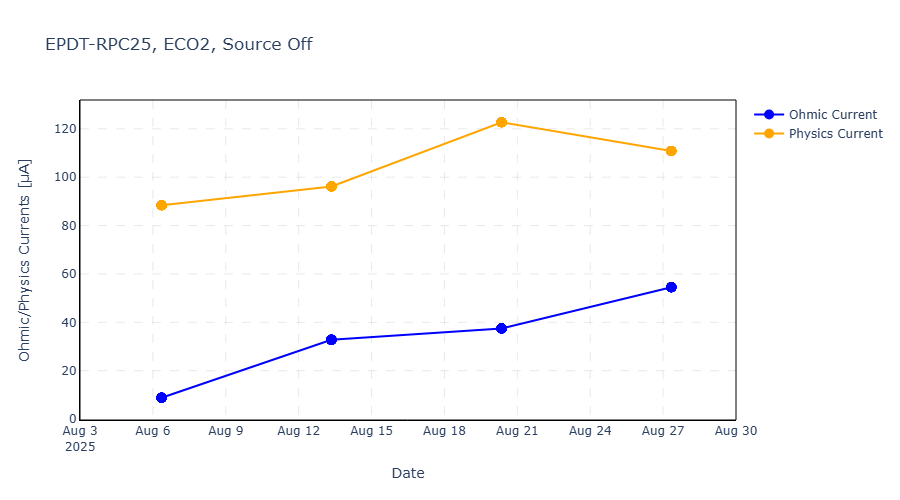 EPDT-RPC25, ECO2, Source Off
Ohmic Current
Physics Current
Ohmic/Physics Currents [μA]
120
100
80
60
40
20
0
Aug 3
2025
Aug 6
Aug 9
Aug 12
Aug 15
Aug 18
Aug 21
Aug 24
Aug 27
Aug 30
Date